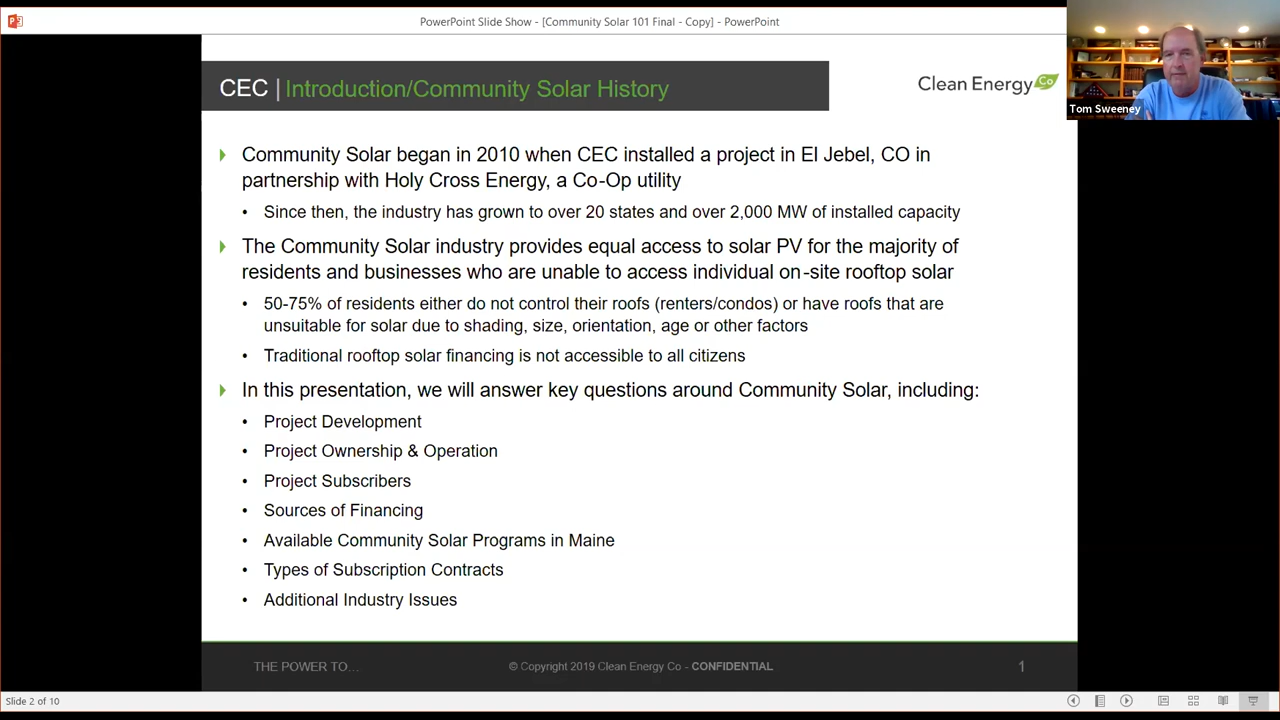 PowerPoint Slide Show - [Community Solar 101 Final - Copy] - PowerPoint
CEC | Introduction/Community Solar History
Clean Energy Co
Tom Sweeney
Community Solar began in 2010 when CEC installed a project in El Jebel, CO in
partnership with Holy Cross Energy, a Co-Op utility
• Since then, the industry has grown to over 20 states and over 2,000 MW of installed capacity
The Community Solar industry provides equal access to solar PV for the majority of
residents and businesses who are unable to access individual on-site rooftop solar
• 50-75% of residents either do not control their roofs (renters/condos) or have roofs that are
unsuitable for solar due to shading, size, orientation, age or other factors
• Traditional rooftop solar financing is not accessible to all citizens
In this presentation, we will answer key questions around Community Solar, including:
• Project Development
• Project Ownership & Operation
• Project Subscribers
• Sources of Financing
• Available Community Solar Programs in Maine
• Types of Subscription Contracts
• Additional Industry Issues
THE POWER TO...
© Copyright 2019 Clean Energy Co - CONFIDENTIAL
1
Slide 2 of 10